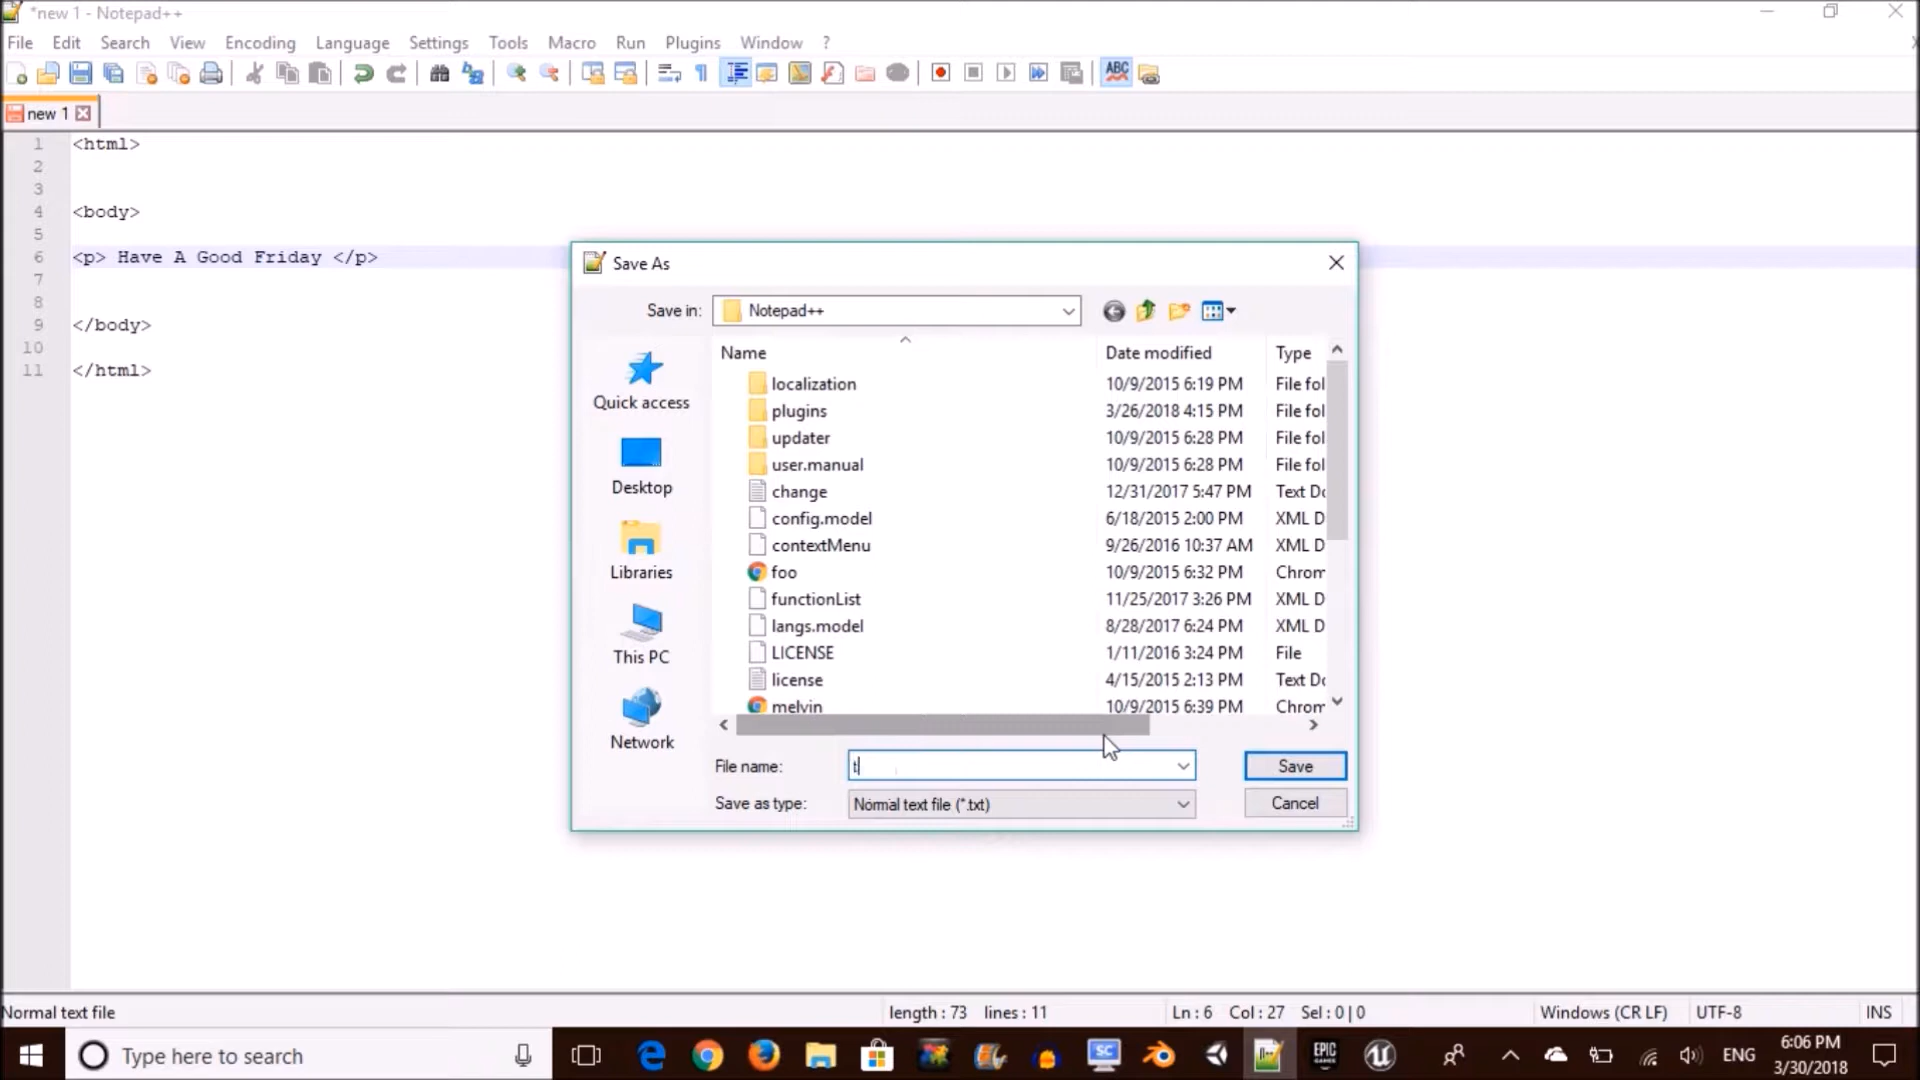 *new 1 - Notepad++
File Edit Search View Encoding Language Settings Tools Macro Run Plugins Window ?
ABC
new 1
1 <html>
2
3
4 <body>
5
6 <p> Have A Good Friday </p>
7
8
9 </body>
10
11 </html>
Save As
Save in: Notepad++
Quick access
Desktop
Libraries
This PC
Network
Name Date modified Type
localization 10/9/2015 6:19 PM File fol
plugins 3/26/2018 4:15 PM File fol
updater 10/9/2015 6:28 PM File fol
user.manual 10/9/2015 6:28 PM File fol
change 12/31/2017 5:47 PM Text Do
config.model 6/18/2015 2:00 PM XML D
contextMenu 9/26/2016 10:37 AM XML D
foo 10/9/2015 6:32 PM Chrom
functionList 11/25/2017 3:26 PM XML D
langs.model 8/28/2017 6:24 PM XML D
LICENSE 1/11/2016 3:24 PM File
license 4/15/2015 2:13 PM Text Do
melvin 10/9/2015 6:39 PM Chrom
File name: t Save
Save as type: Normal text file (*.txt) Cancel
Normal text file length : 73 lines : 11 Ln : 6 Col : 27 Sel : 0 | 0 Windows (CR LF) UTF-8 INS
Type here to search
SC
EPIC GAMES
ENG
6:06 PM
3/30/2018